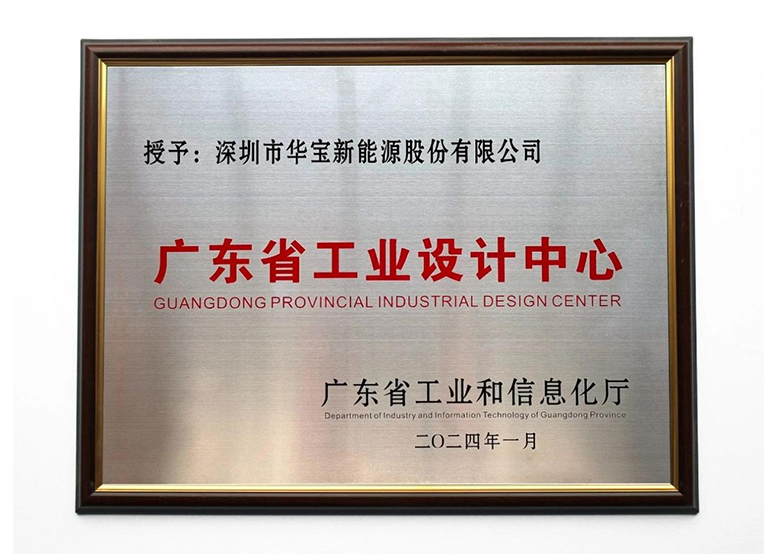 授予：深圳市华宝新能源股份有限公司
广东省工业设计中心
GUANGDONG PROVINCIAL INDUSTRIAL DESIGN CENTER
广东省工业和信息化厅
Department of Industry and Information Technology of Guangdong Province
二〇二四年一月